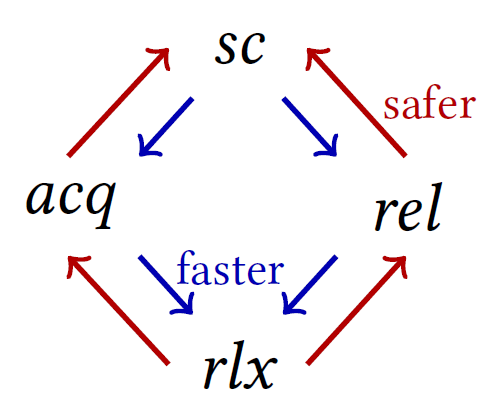 sc
safer
acq
rel
faster
rlx